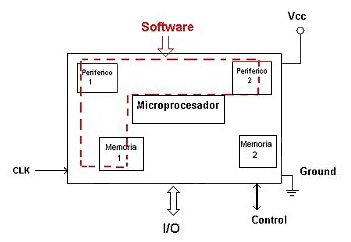 Software
Vcc
Periferico
1
Periferico
2
Microprocesador
Memoria
1
Memoria
2
CLK
Ground
I/O
Control